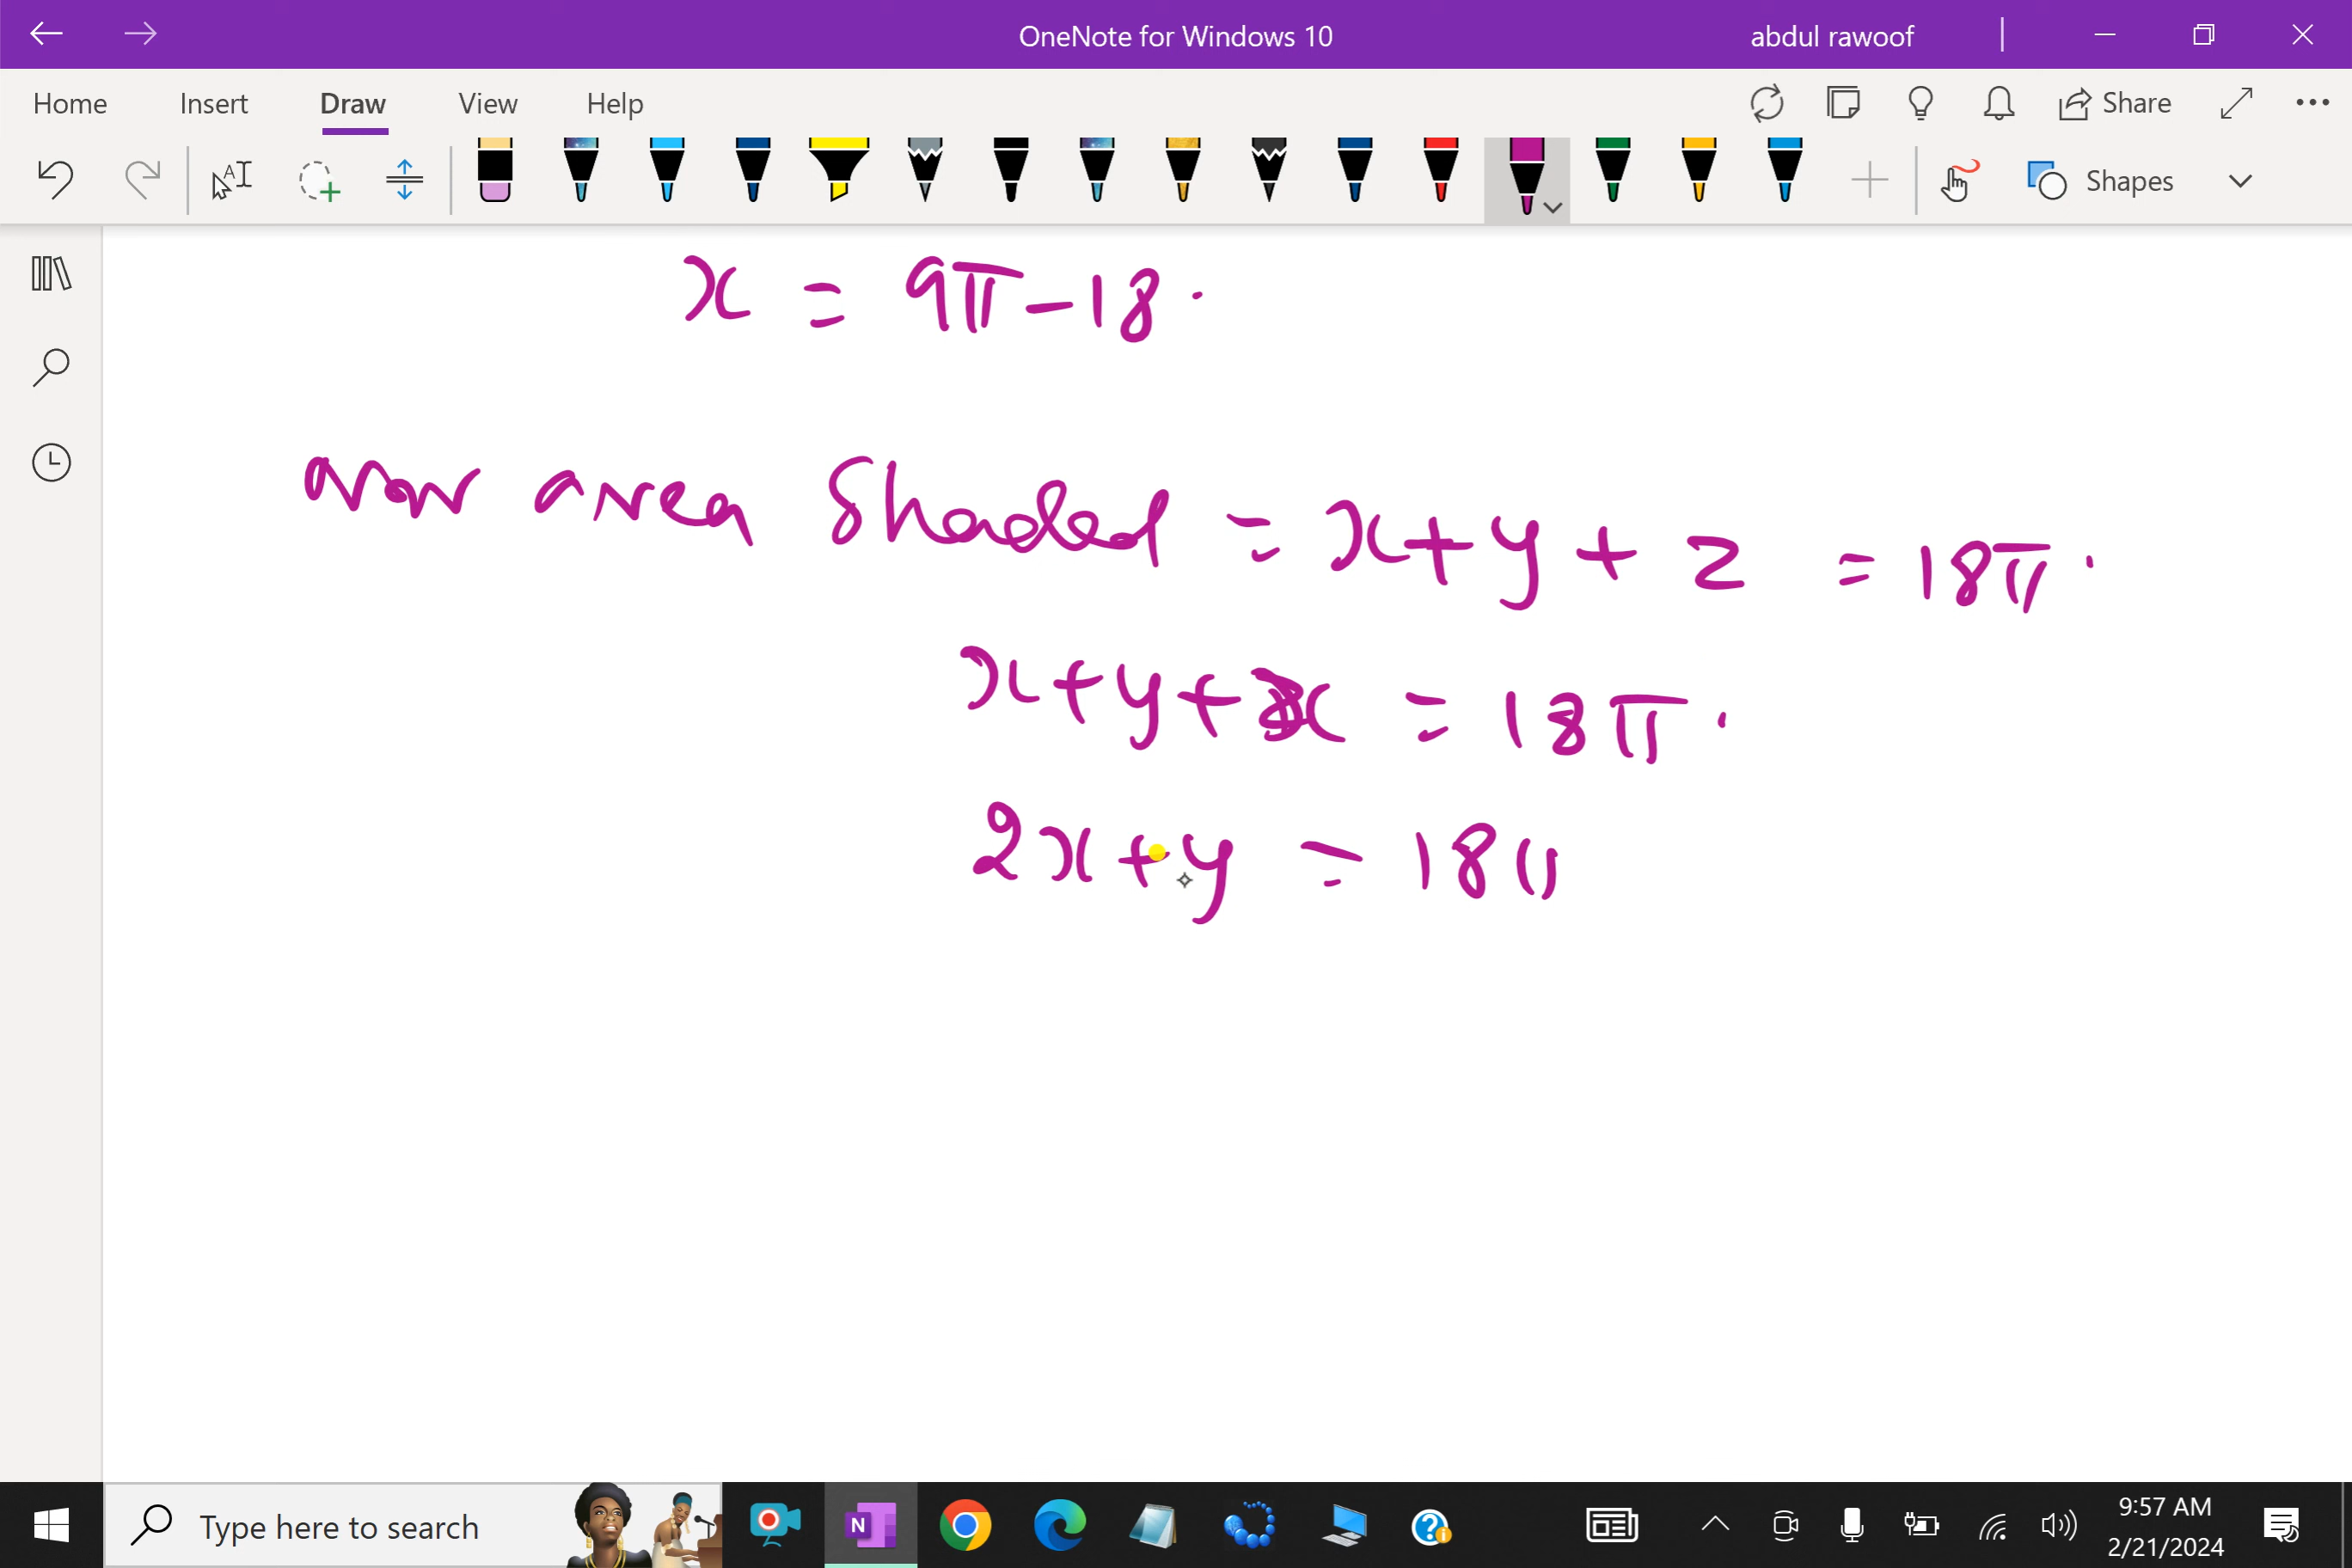 OneNote for Windows 10
abdul rawoof
Home Insert Draw View Help
Share
Shapes
x = 9π-18.
now area Shaded = x+y+z = 18π.
x+y+x = 18π.
2x+y = 18π
Type here to search
9:57 AM
2/21/2024